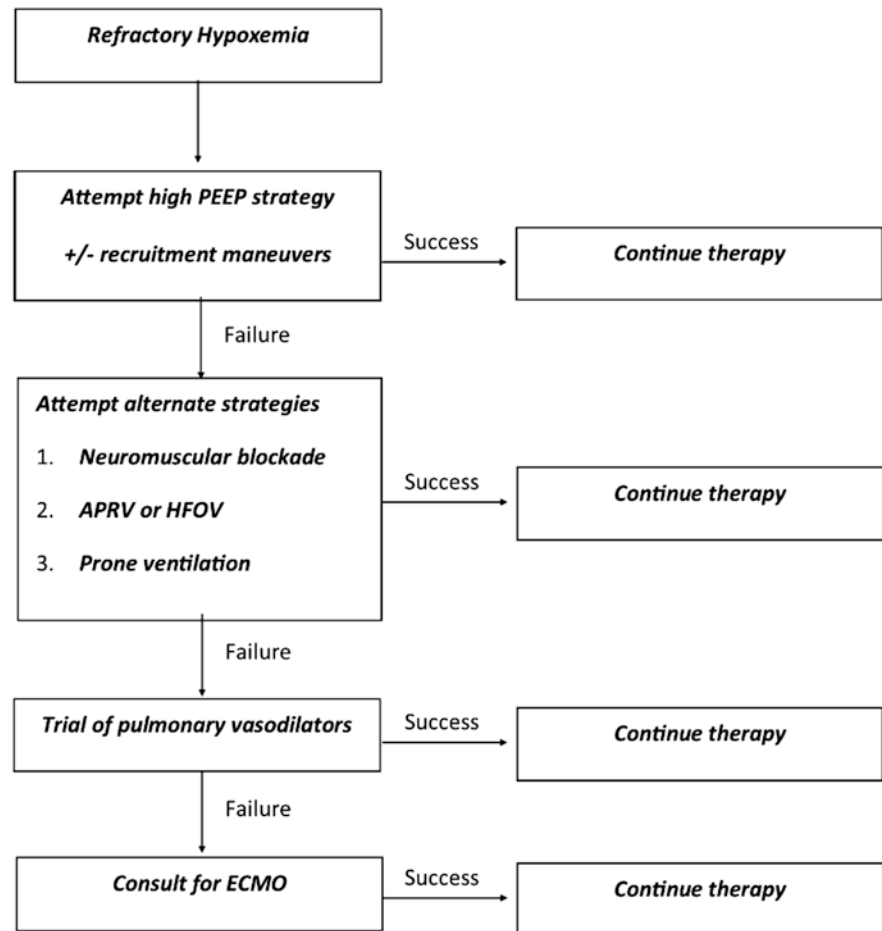 Refractory Hypoxemia
Attempt high PEEP strategy
+/- recruitment maneuvers
Success
Continue therapy
Failure
Attempt alternate strategies
1. Neuromuscular blockade
2. APRV or HFOV
3. Prone ventilation
Success
Continue therapy
Failure
Trial of pulmonary vasodilators
Success
Continue therapy
Failure
Consult for ECMO
Success
Continue therapy